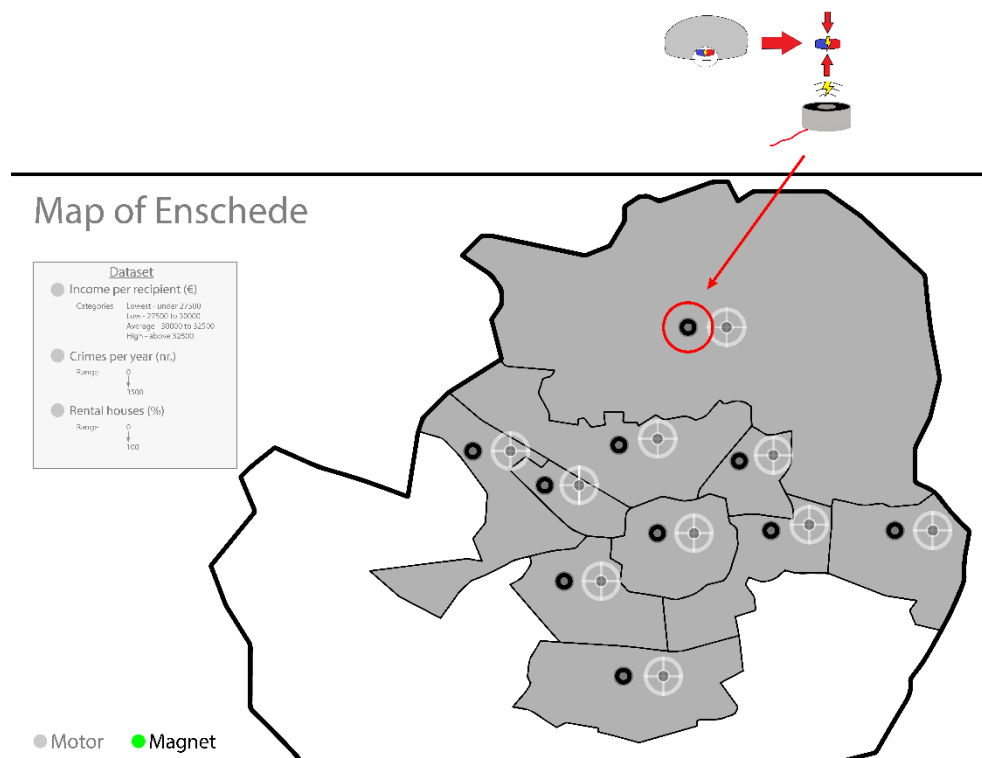 Map of Enschede
Dataset
Income per recipient (€)
Categories Lowest - under 27500
Low - 27500 to 30000
Average - 30000 to 32500
High - above 32500
Crimes per year (nr.)
Range 0
3500
Rental houses (%)
Range 0
100
Motor Magnet